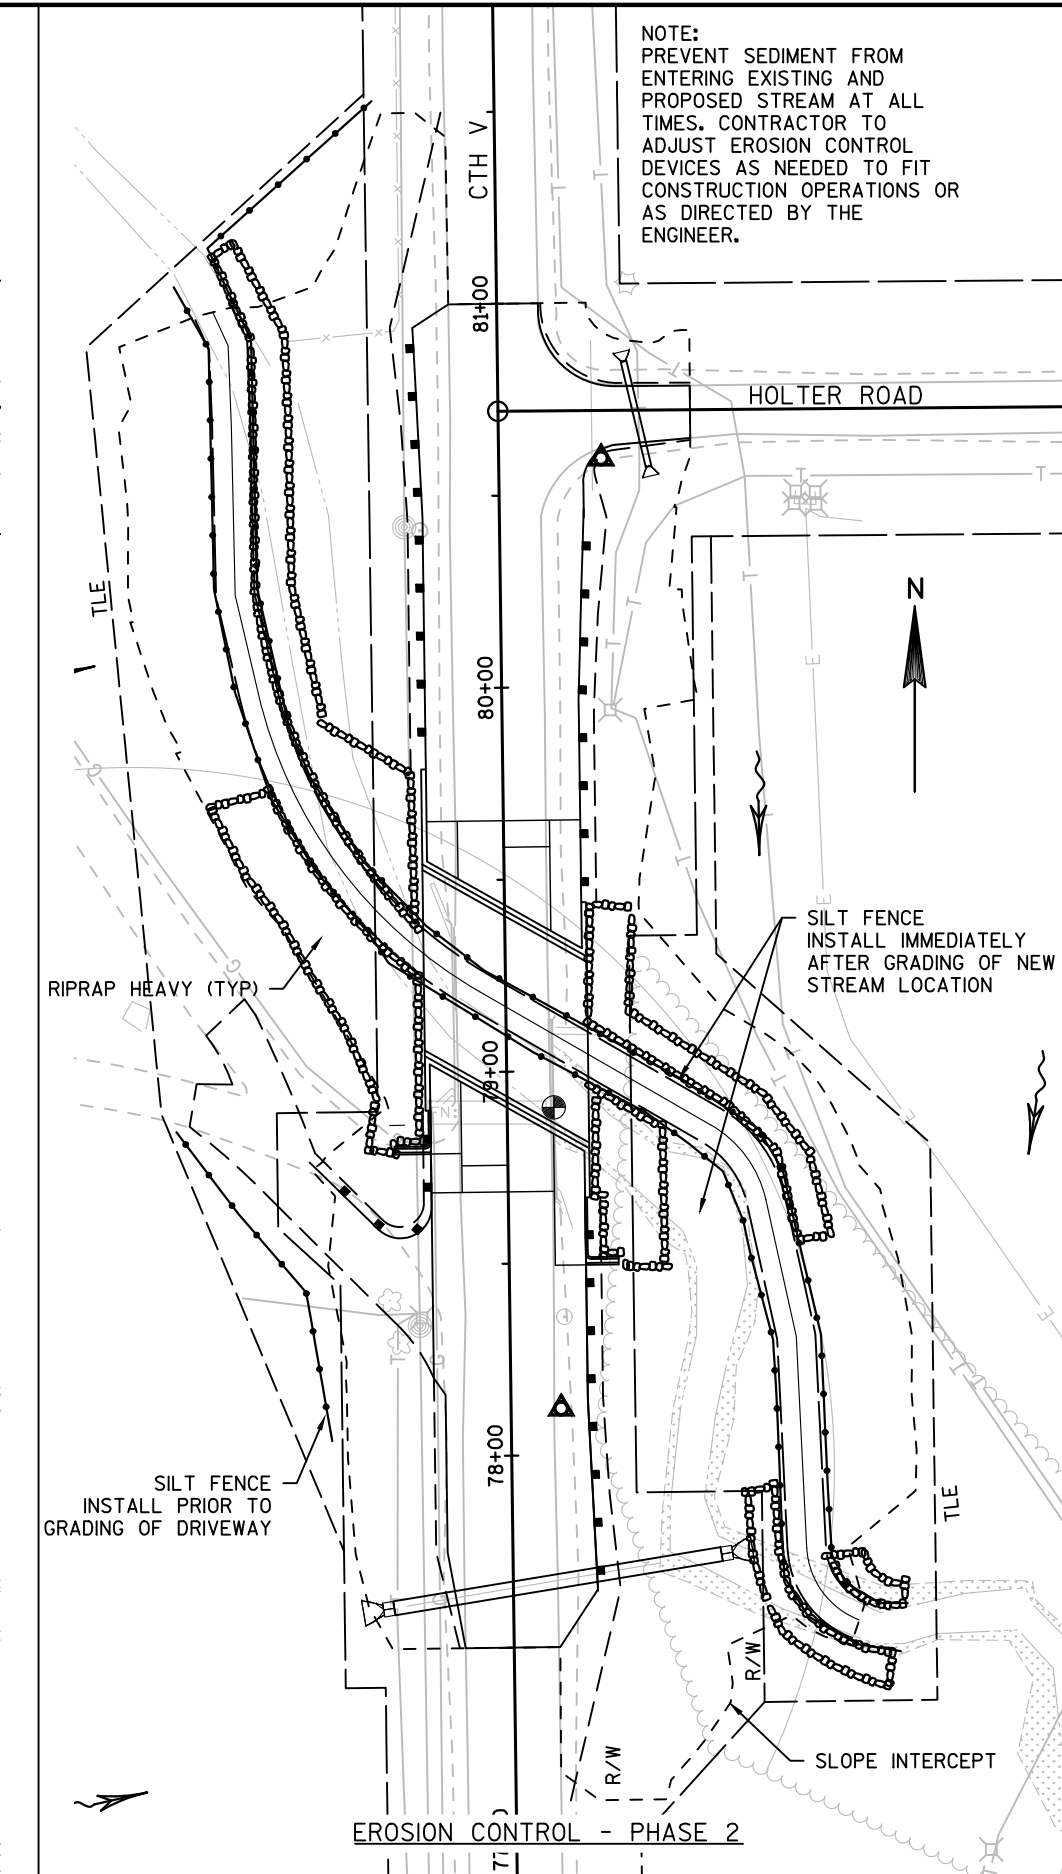 NOTE:
PREVENT SEDIMENT FROM
ENTERING EXISTING AND
PROPOSED STREAM AT ALL
TIMES. CONTRACTOR TO
ADJUST EROSION CONTROL
DEVICES AS NEEDED TO FIT
CONSTRUCTION OPERATIONS OR
AS DIRECTED BY THE
ENGINEER.
CTH V
81+00
HOLTER ROAD
T
T
T
T
T
TLE
N
T
T
E
80+00
G
T
T
E
SILT FENCE
INSTALL IMMEDIATELY
AFTER GRADING OF NEW
STREAM LOCATION
G
RIPRAP HEAVY (TYP)
79+00
T
E
N
E
T
G
T
T
78+00
SILT FENCE
INSTALL PRIOR TO
GRADING OF DRIVEWAY
TLE
R/W
R/W
SLOPE INTERCEPT
EROSION CONTROL - PHASE 2